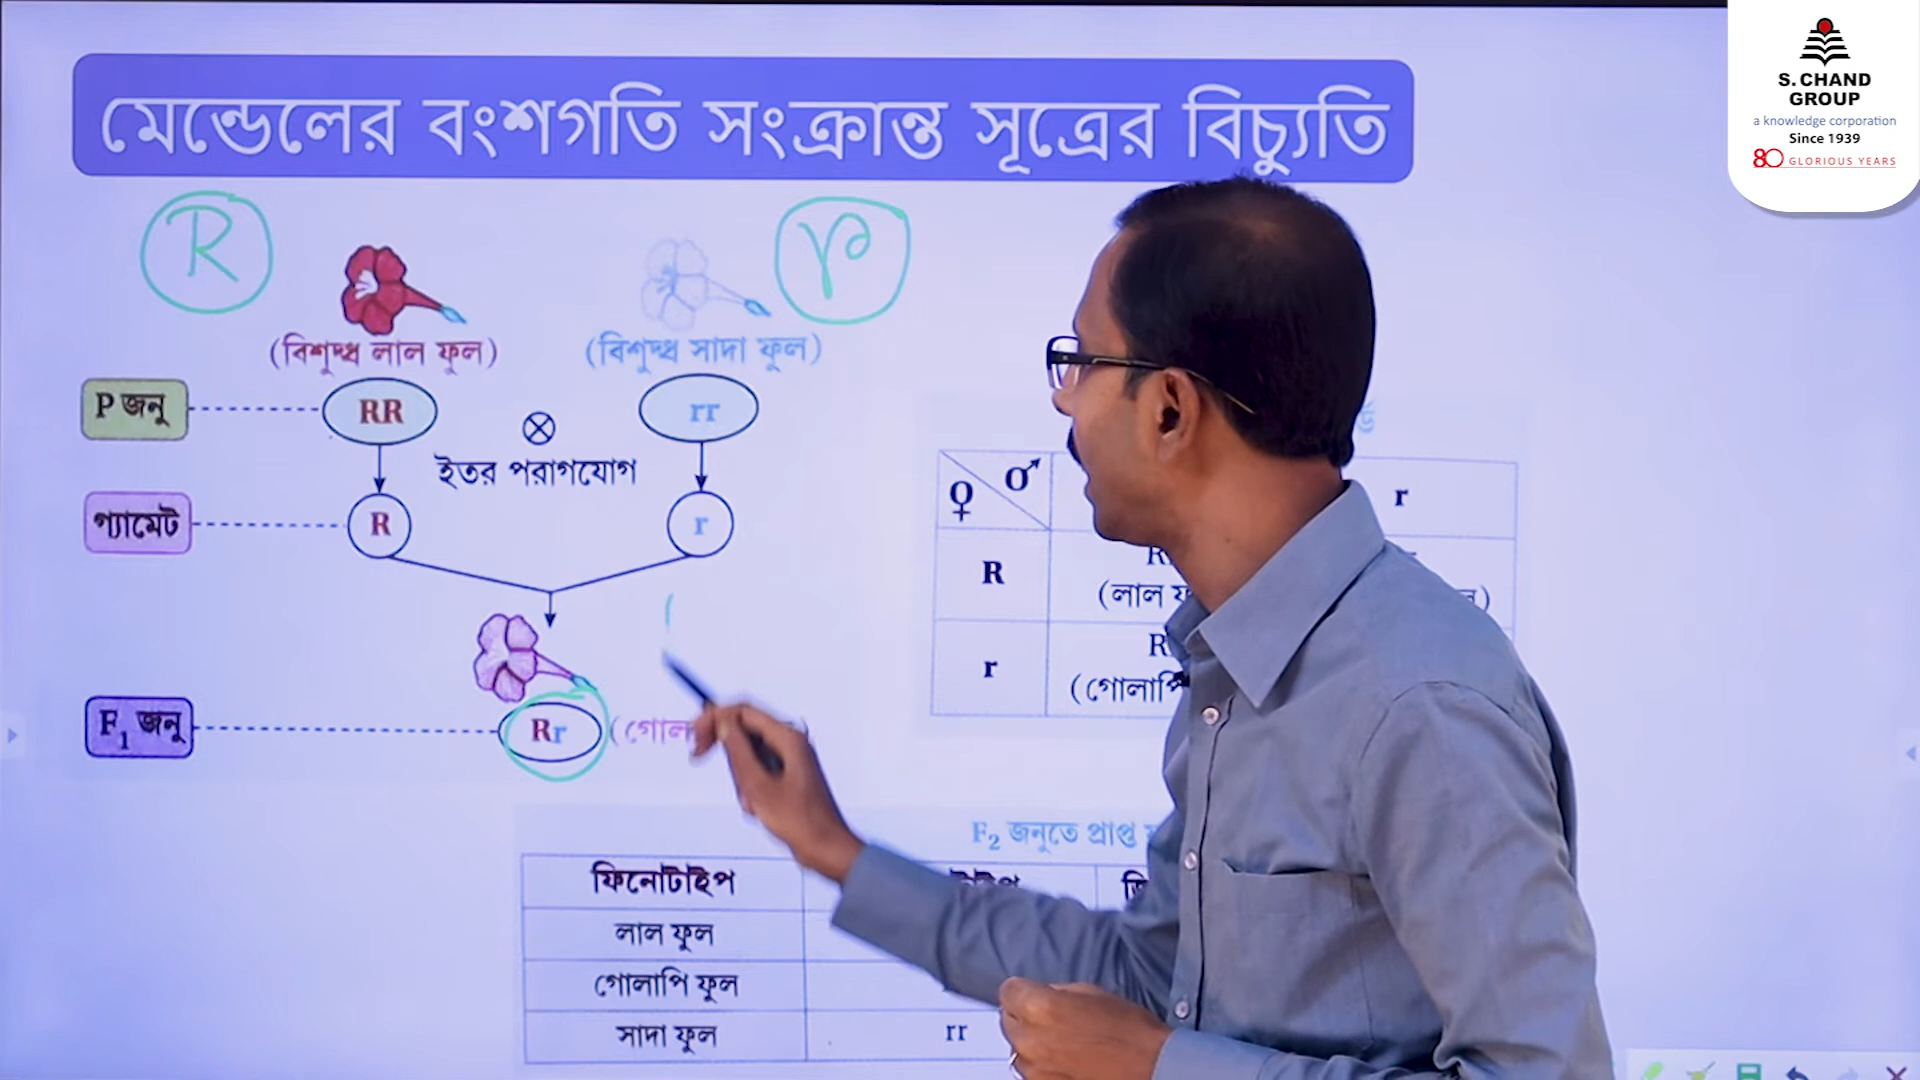 মেন্ডেলের বংশগতি সংক্রান্ত সূত্রের বিচ্যুতি
S. CHAND
GROUP
a knowledge corporation
Since 1939
80 GLORIOUS YEARS
R
r
(বিশুদ্ধ লাল ফুল)
(বিশুদ্ধ সাদা ফুল)
P জনু
RR
rr
ইতর পরাগযোগ
গ্যামেট
R
r
F₁ জনু
Rr
♀ ♂
r
R
(লাল
r
(গোলাপি
F₂ জনুতে প্রাপ্ত
ফিনোটাইপ
লাল ফুল
গোলাপি ফুল
সাদা ফুল
rr